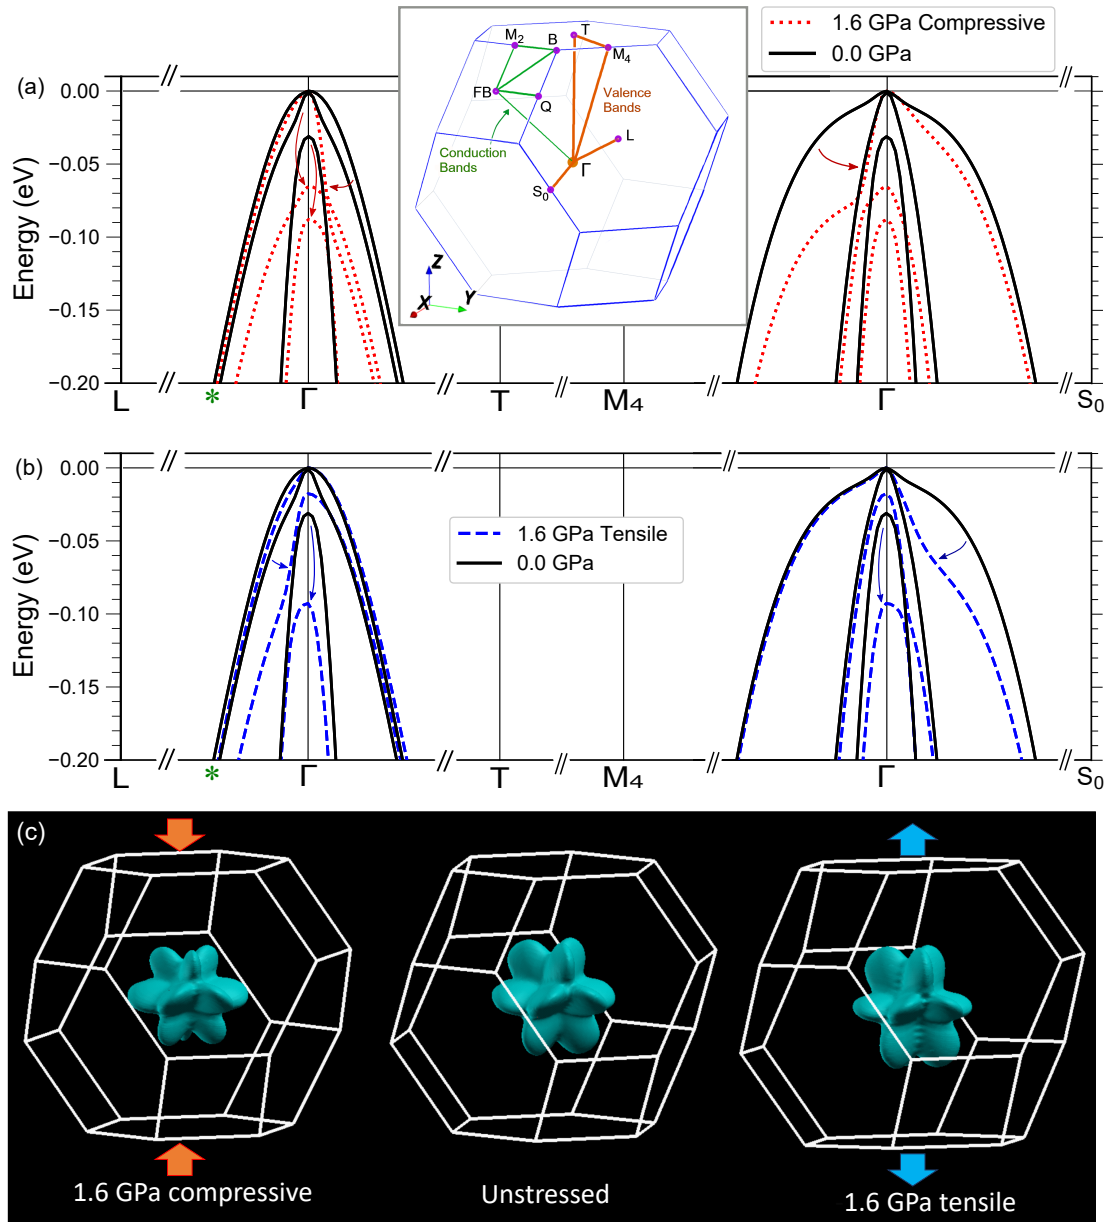 1.6 GPa Compressive
0.0 GPa
(a)
Energy (eV)
0.00
−0.05
−0.10
−0.15
−0.20
M2
B
T
M4
FB
Q
Valence
Bands
L
Conduction
Bands
Γ
S0
Z
X
Y
L
*
Γ
T
M4
Γ
S0
(b)
Energy (eV)
0.00
−0.05
−0.10
−0.15
−0.20
1.6 GPa Tensile
0.0 GPa
L
*
Γ
T
M4
Γ
S0
(c)
1.6 GPa compressive
Unstressed
1.6 GPa tensile